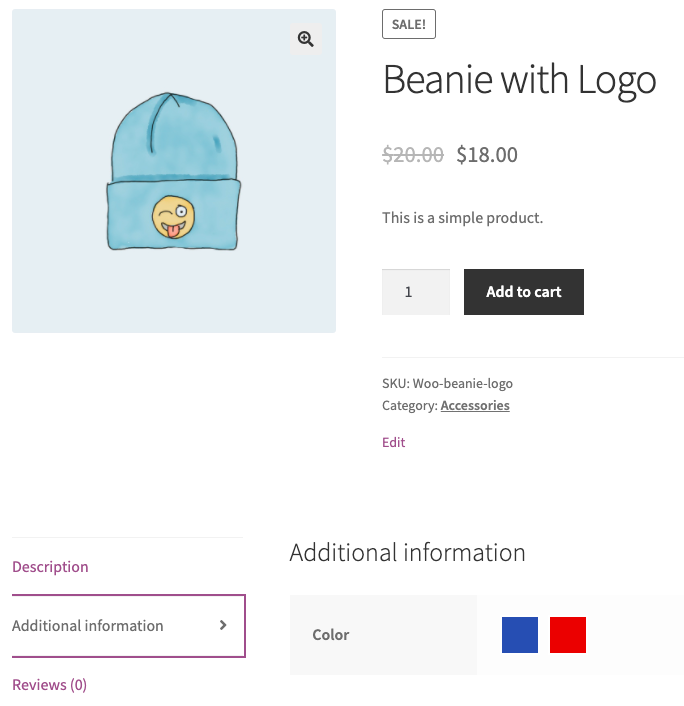 SALE!
Beanie with Logo
$20.00 $18.00
This is a simple product.
1 Add to cart
SKU: Woo-beanie-logo
Category: Accessories
Edit
Description
Additional information
Reviews (0)
Additional information
Color